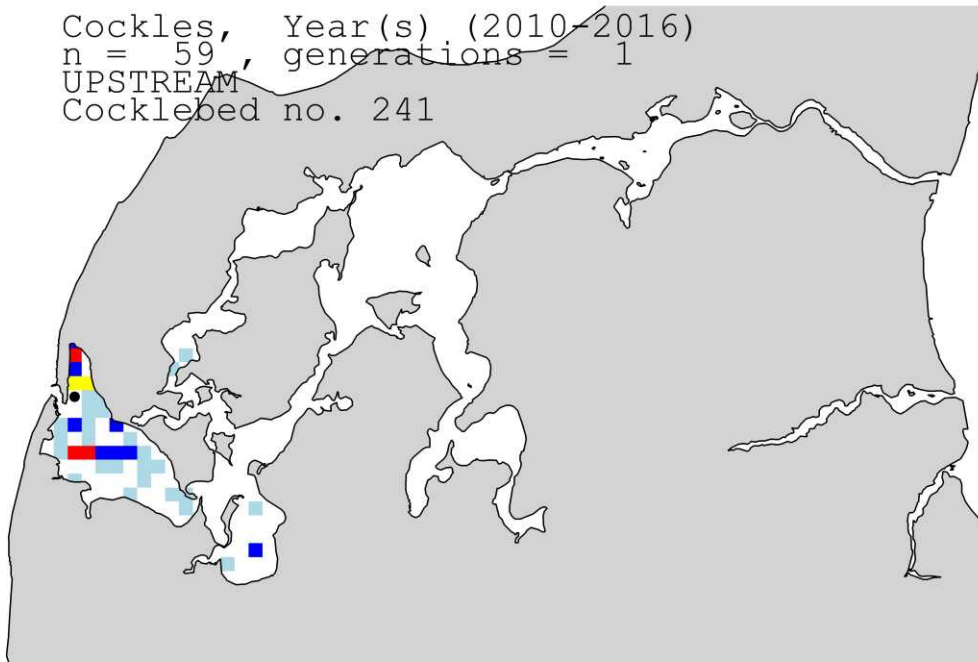 Cockles, Year(s) (2010-2016)
n = 59 , generations = 1
UPSTREAM
Cocklebed no. 241